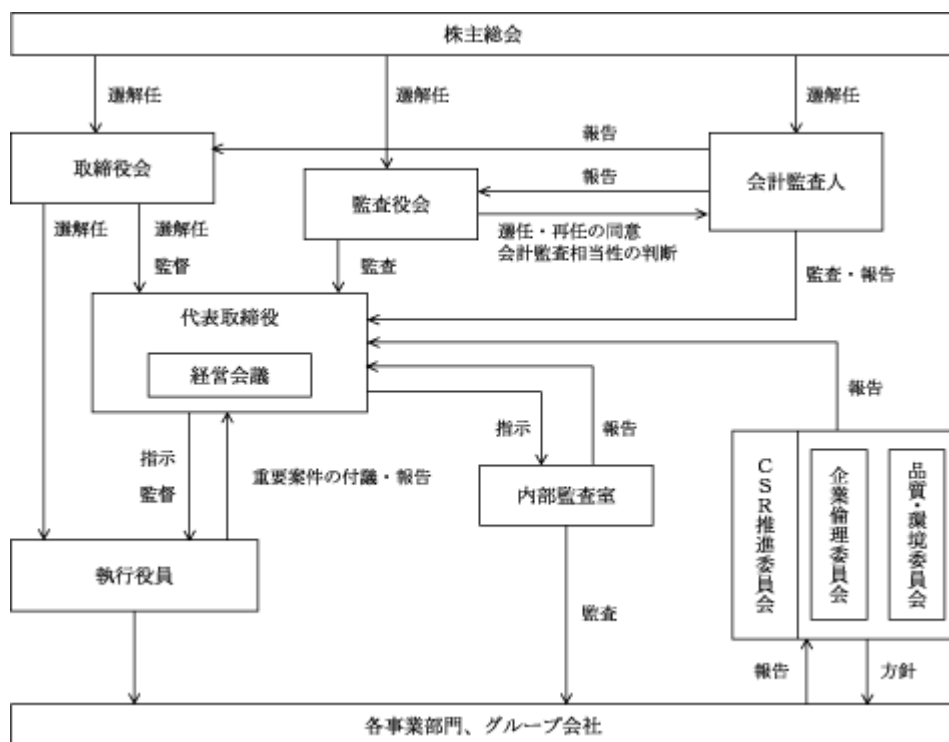 株主総会
選解任
選解任
選解任
取締役会
報告
会計監査人
監査役会
報告
選解任
選解任
監督
監査
選任・再任の同意
会計監査相当性の判断
監査・報告
代表取締役
経営会議
指示
監督
重要案件の付議・報告
指示
報告
報告
内部監査室
CSR推進委員会
企業倫理委員会
品質・環境委員会
執行役員
監査
報告
方針
各事業部門、グループ会社